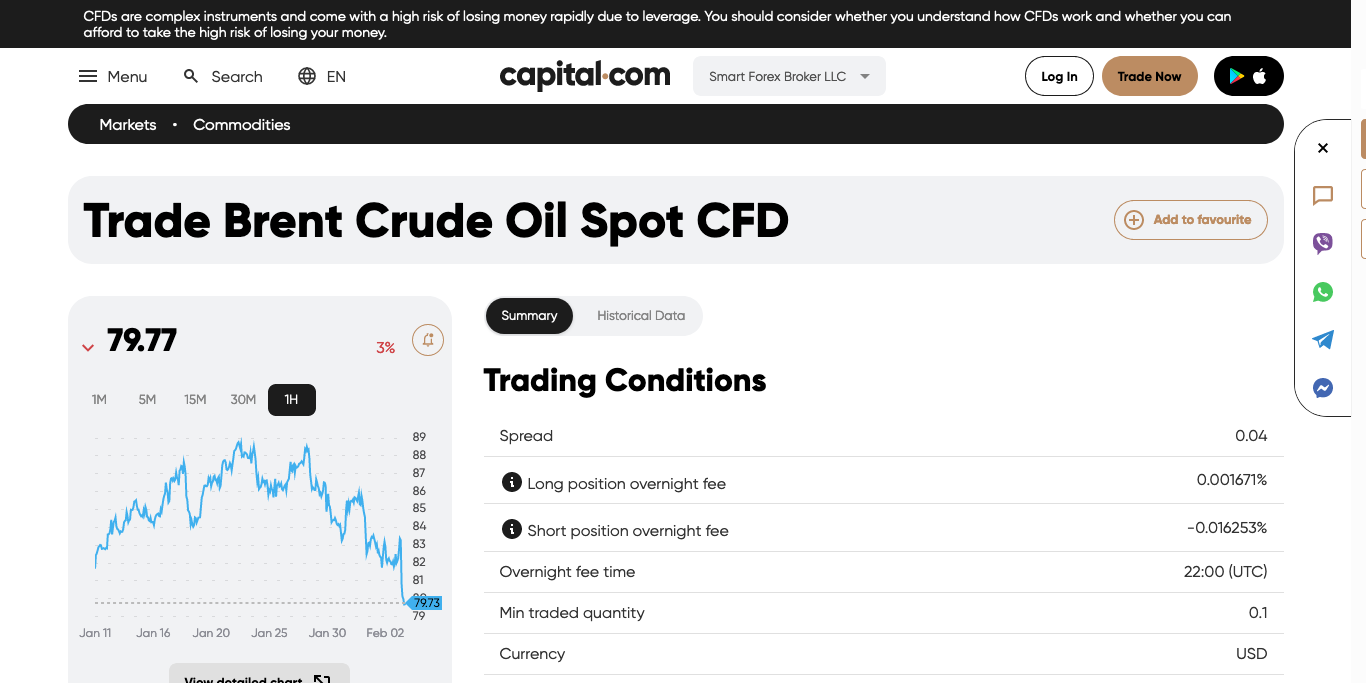 CFDs are complex instruments and come with a high risk of losing money rapidly due to leverage. You should consider whether you understand how CFDs work and whether you can
afford to take the high risk of losing your money.
Menu
Search
EN
capital.com
Smart Forex Broker LLC
Log In
Trade Now
Markets • Commodities
Trade Brent Crude Oil Spot CFD
Add to favourite
79.77
3%
1M 5M 15M 30M 1H
89
88
87
86
85
84
83
82
81
79.73
79
Jan 11 Jan 16 Jan 20 Jan 25 Jan 30 Feb 02
View detailed chart
Summary Historical Data
Trading Conditions
Spread 0.04
Long position overnight fee 0.001671%
Short position overnight fee -0.016253%
Overnight fee time 22:00 (UTC)
Min traded quantity 0.1
Currency USD